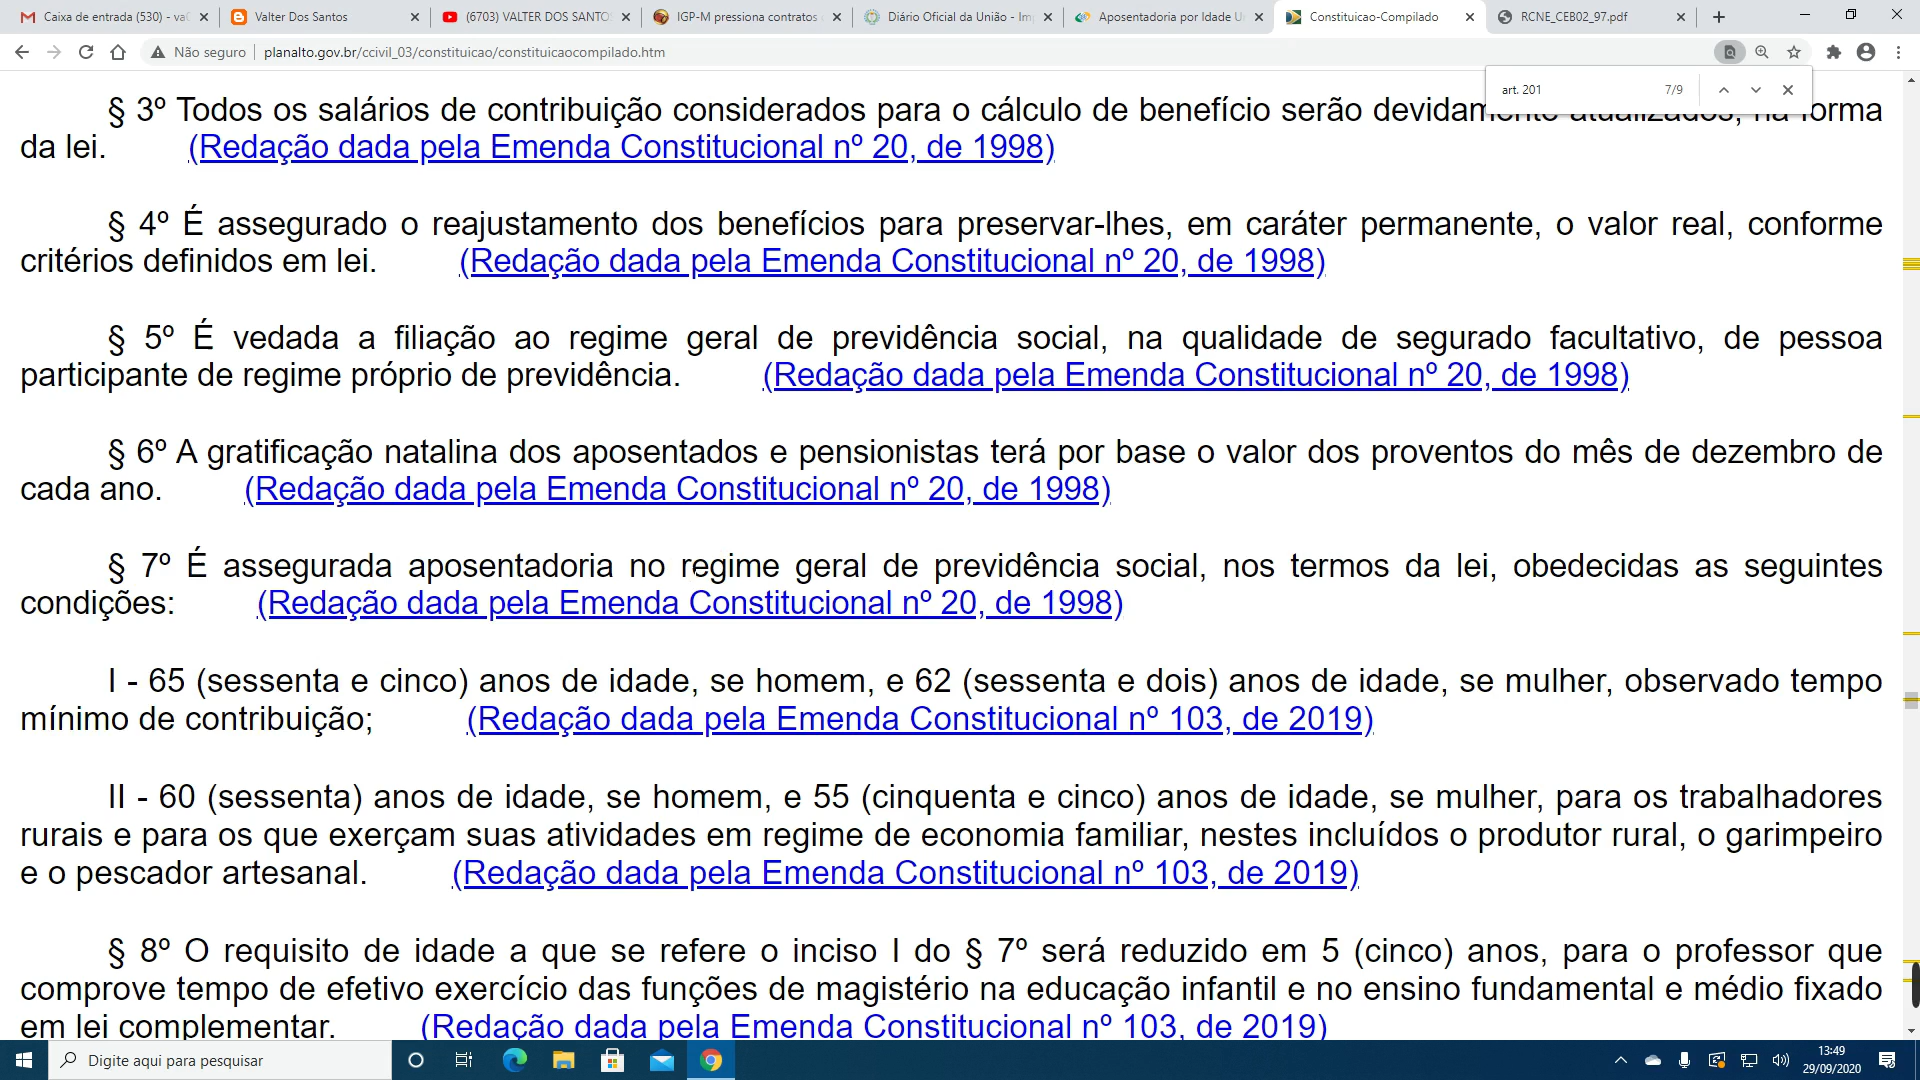 Caixa de entrada (530) - va
Valter Dos Santos
(6703) VALTER DOS SANTO
IGP-M pressiona contratos
Diário Oficial da União - Im
Aposentadoria por Idade U
Constituicao-Compilado
RCNE_CEB02_97.pdf
Não seguro
planalto.gov.br/ccivil_03/constituicao/constituicaocompilado.htm
art. 201
7/9
§ 3º Todos os salários de contribuição considerados para o cálculo de benefício serão devidamente atualizados, na forma
da lei. (Redação dada pela Emenda Constitucional nº 20, de 1998)
§ 4º É assegurado o reajustamento dos benefícios para preservar-lhes, em caráter permanente, o valor real, conforme
critérios definidos em lei. (Redação dada pela Emenda Constitucional nº 20, de 1998)
§ 5º É vedada a filiação ao regime geral de previdência social, na qualidade de segurado facultativo, de pessoa
participante de regime próprio de previdência. (Redação dada pela Emenda Constitucional nº 20, de 1998)
§ 6º A gratificação natalina dos aposentados e pensionistas terá por base o valor dos proventos do mês de dezembro de
cada ano. (Redação dada pela Emenda Constitucional nº 20, de 1998)
§ 7º É assegurada aposentadoria no regime geral de previdência social, nos termos da lei, obedecidas as seguintes
condições: (Redação dada pela Emenda Constitucional nº 20, de 1998)
I - 65 (sessenta e cinco) anos de idade, se homem, e 62 (sessenta e dois) anos de idade, se mulher, observado tempo
mínimo de contribuição; (Redação dada pela Emenda Constitucional nº 103, de 2019)
II - 60 (sessenta) anos de idade, se homem, e 55 (cinquenta e cinco) anos de idade, se mulher, para os trabalhadores
rurais e para os que exerçam suas atividades em regime de economia familiar, nestes incluídos o produtor rural, o garimpeiro
e o pescador artesanal. (Redação dada pela Emenda Constitucional nº 103, de 2019)
§ 8º O requisito de idade a que se refere o inciso I do § 7º será reduzido em 5 (cinco) anos, para o professor que
comprove tempo de efetivo exercício das funções de magistério na educação infantil e no ensino fundamental e médio fixado
em lei complementar. (Redação dada pela Emenda Constitucional nº 103, de 2019)
Digite aqui para pesquisar
13:49
29/09/2020